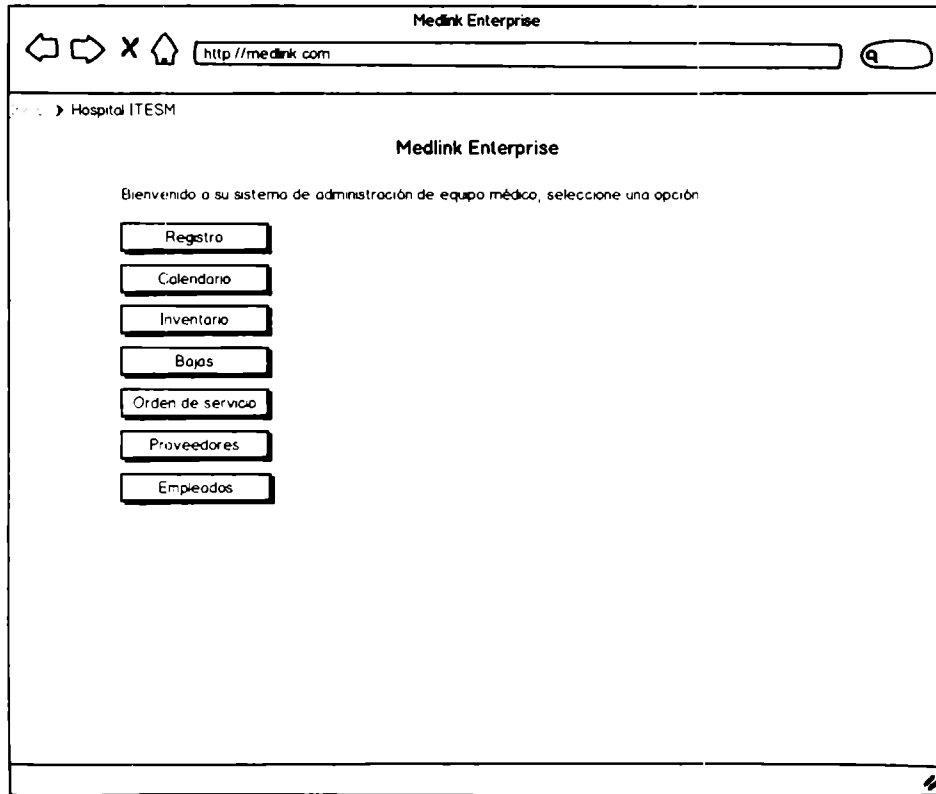 Medlink Enterprise
http://medlink com
> Hospital ITESM
Medlink Enterprise
Bienvenido a su sistema de administración de equipo médico, seleccione una opción
Registro
Calendario
Inventario
Bajas
Orden de servicio
Proveedores
Empleados